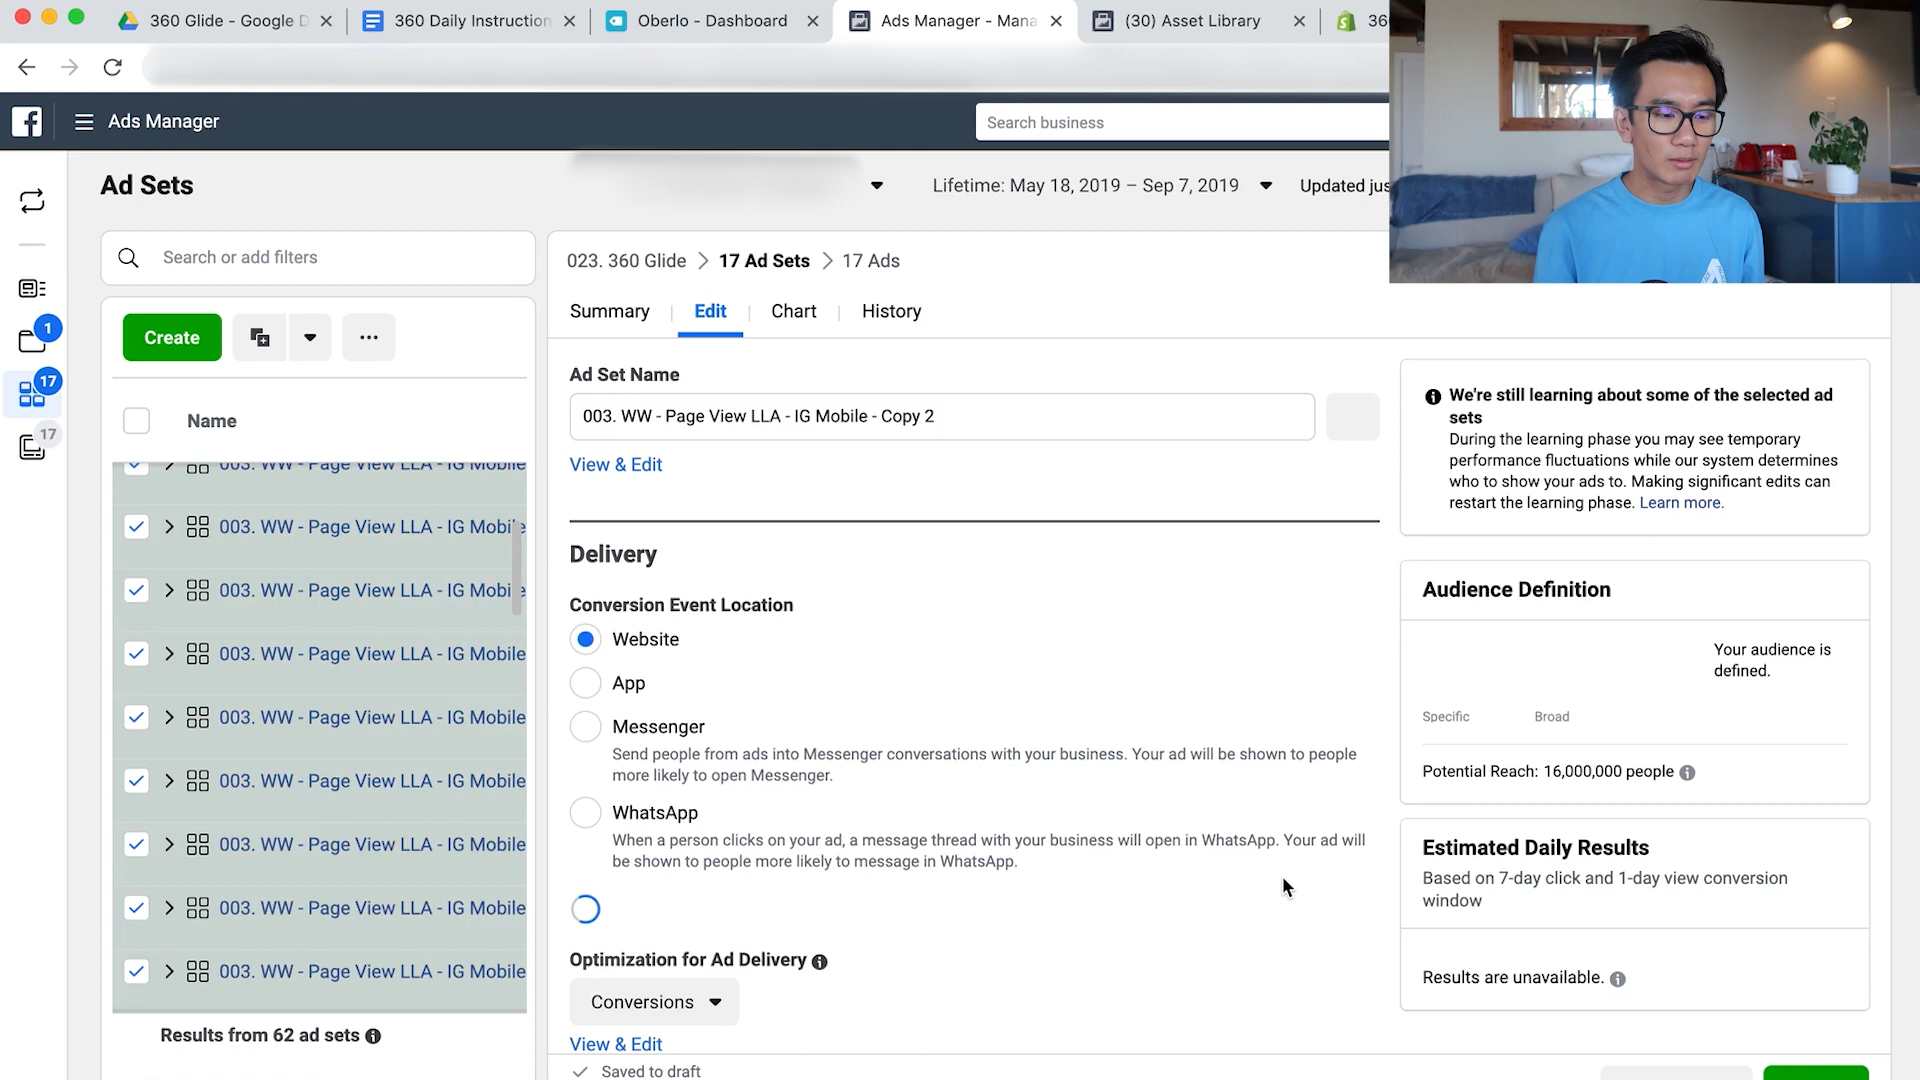 360 Glide - Google D
360 Daily Instruction
Oberlo - Dashboard
Ads Manager - Mana
(30) Asset Library
36
Ads Manager
Search business
Ad Sets
Lifetime: May 18, 2019 – Sep 7, 2019
Updated jus
Search or add filters
023. 360 Glide > 17 Ad Sets > 17 Ads
Summary
Edit
Chart
History
1
17
17
Create
Name
003. WW - Page View LLA - IG Mobile
003. WW - Page View LLA - IG Mobile
003. WW - Page View LLA - IG Mobile
003. WW - Page View LLA - IG Mobile
003. WW - Page View LLA - IG Mobile
003. WW - Page View LLA - IG Mobile
003. WW - Page View LLA - IG Mobile
003. WW - Page View LLA - IG Mobile
003. WW - Page View LLA - IG Mobile
Results from 62 ad sets
Ad Set Name
003. WW - Page View LLA - IG Mobile - Copy 2
View & Edit
Delivery
Conversion Event Location
Website
App
Messenger
Send people from ads into Messenger conversations with your business. Your ad will be shown to people
more likely to open Messenger.
WhatsApp
When a person clicks on your ad, a message thread with your business will open in WhatsApp. Your ad will
be shown to people more likely to message in WhatsApp.
Optimization for Ad Delivery
Conversions
View & Edit
Saved to draft
We're still learning about some of the selected ad
sets
During the learning phase you may see temporary
performance fluctuations while our system determines
who to show your ads to. Making significant edits can
restart the learning phase. Learn more.
Audience Definition
Your audience is
defined.
Specific
Broad
Potential Reach: 16,000,000 people
Estimated Daily Results
Based on 7-day click and 1-day view conversion
window
Results are unavailable.